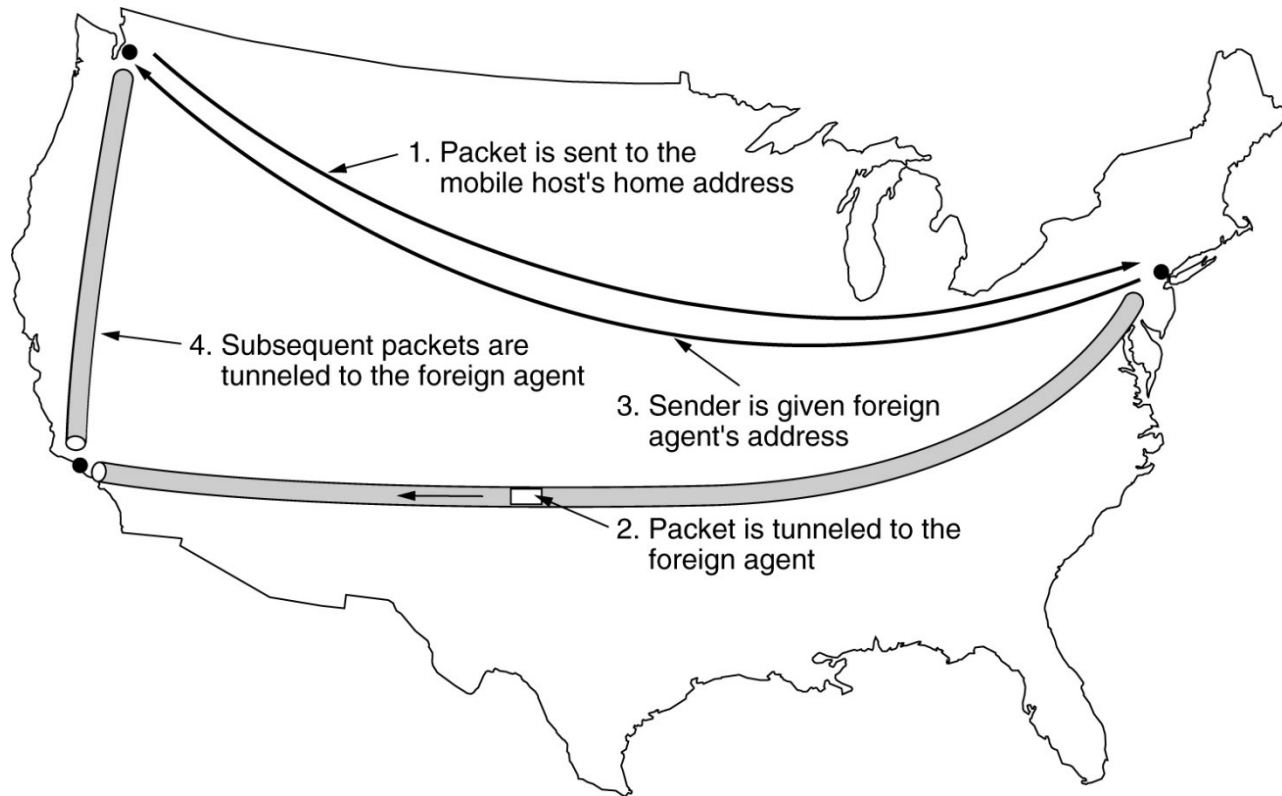 1. Packet is sent to the
mobile host's home address
4. Subsequent packets are
tunneled to the foreign agent
3. Sender is given foreign
agent's address
2. Packet is tunneled to the
foreign agent